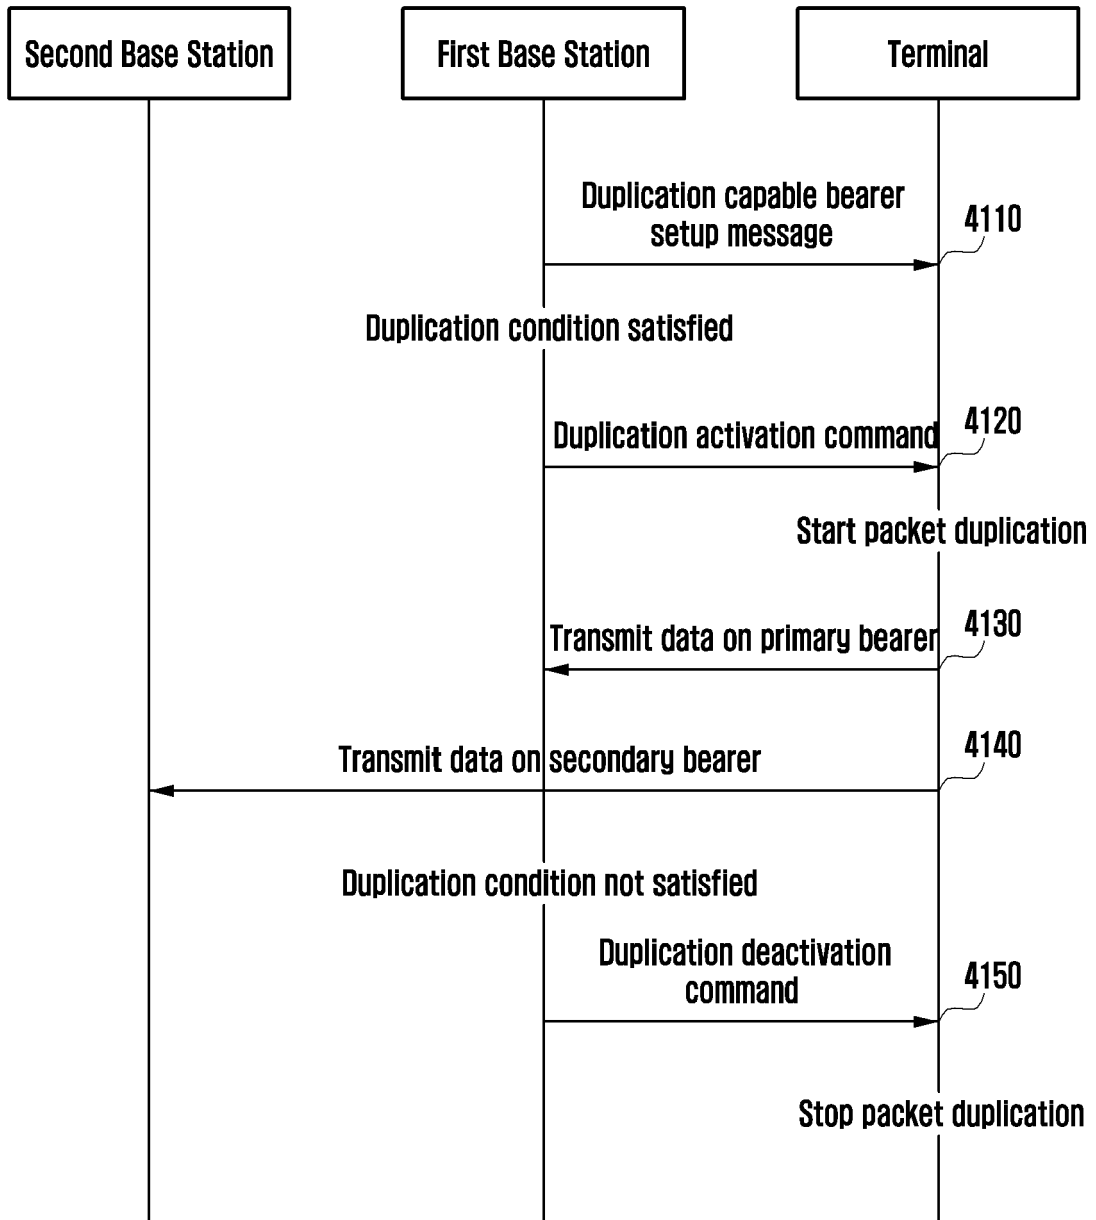 Second Base Station
First Base Station
Terminal
Duplication capable bearer
setup message
4110
Duplication condition satisfied
Duplication activation command
4120
Start packet duplication
Transmit data on primary bearer
4130
Transmit data on secondary bearer
4140
Duplication condition not satisfied
Duplication deactivation
command
4150
Stop packet duplication